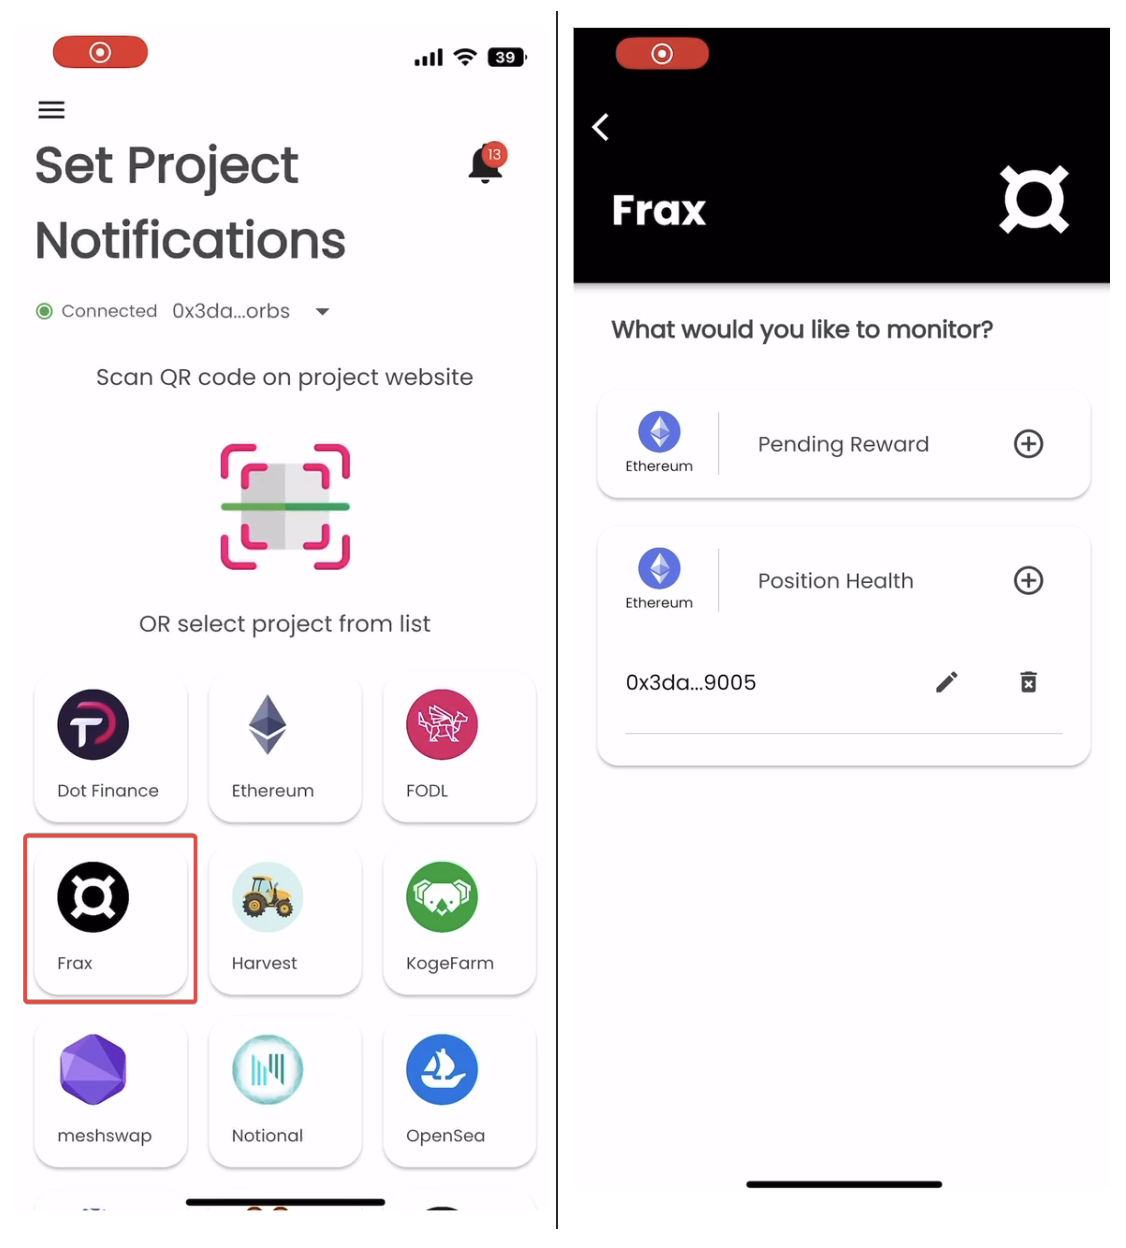 39
Set Project
13
Notifications
Connected 0x3da...orbs
Scan QR code on project website
OR select project from list
Dot Finance
Ethereum
FODL
Frax
Harvest
KogeFarm
meshswap
Notional
OpenSea
Frax
What would you like to monitor?
Ethereum
Pending Reward
Ethereum
Position Health
0x3da...9005